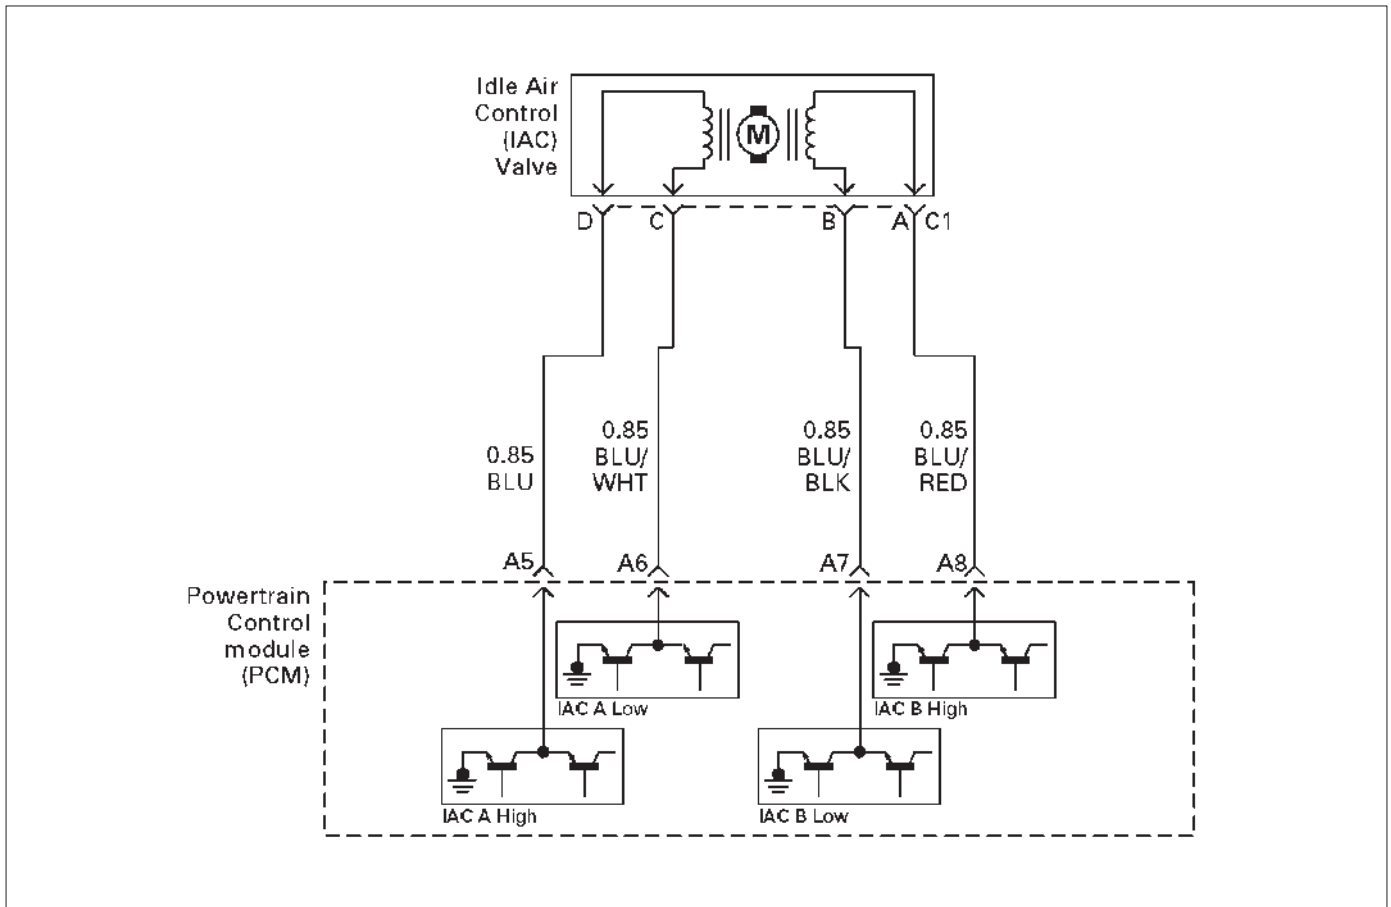 Idle Air
Control
(IAC)
Valve
M
D
C
B
A
C1
0.85
BLU
0.85
BLU/
WHT
0.85
BLU/
BLK
0.85
BLU/
RED
A5
A6
A7
A8
Powertrain
Control
module
(PCM)
IAC A Low
IAC B High
IAC A High
IAC B Low